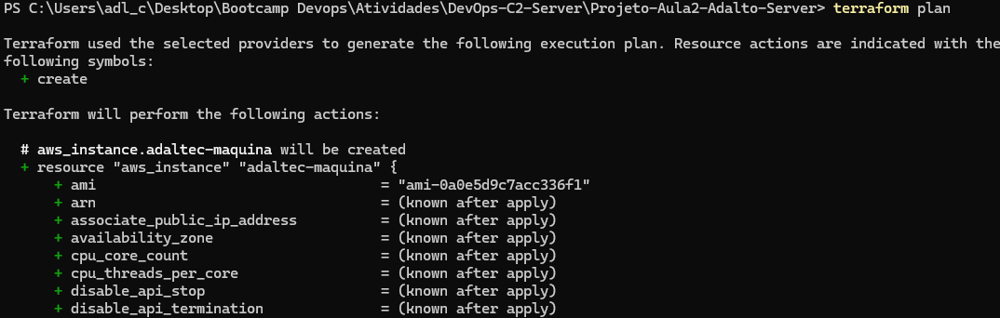 PS C:\Users\adl_c\Desktop\Bootcamp Devops\Atividades\DevOps-C2-Server\Projeto-Aula2-Adalto-Server> terraform plan
Terraform used the selected providers to generate the following execution plan. Resource actions are indicated with the
following symbols:
+ create
Terraform will perform the following actions:
# aws_instance.adaltec-maquina will be created
+ resource "aws_instance" "adaltec-maquina" {
+ ami = "ami-0a0e5d9c7acc336f1"
+ arn = (known after apply)
+ associate_public_ip_address = (known after apply)
+ availability_zone = (known after apply)
+ cpu_core_count = (known after apply)
+ cpu_threads_per_core = (known after apply)
+ disable_api_stop = (known after apply)
+ disable_api_termination = (known after apply)